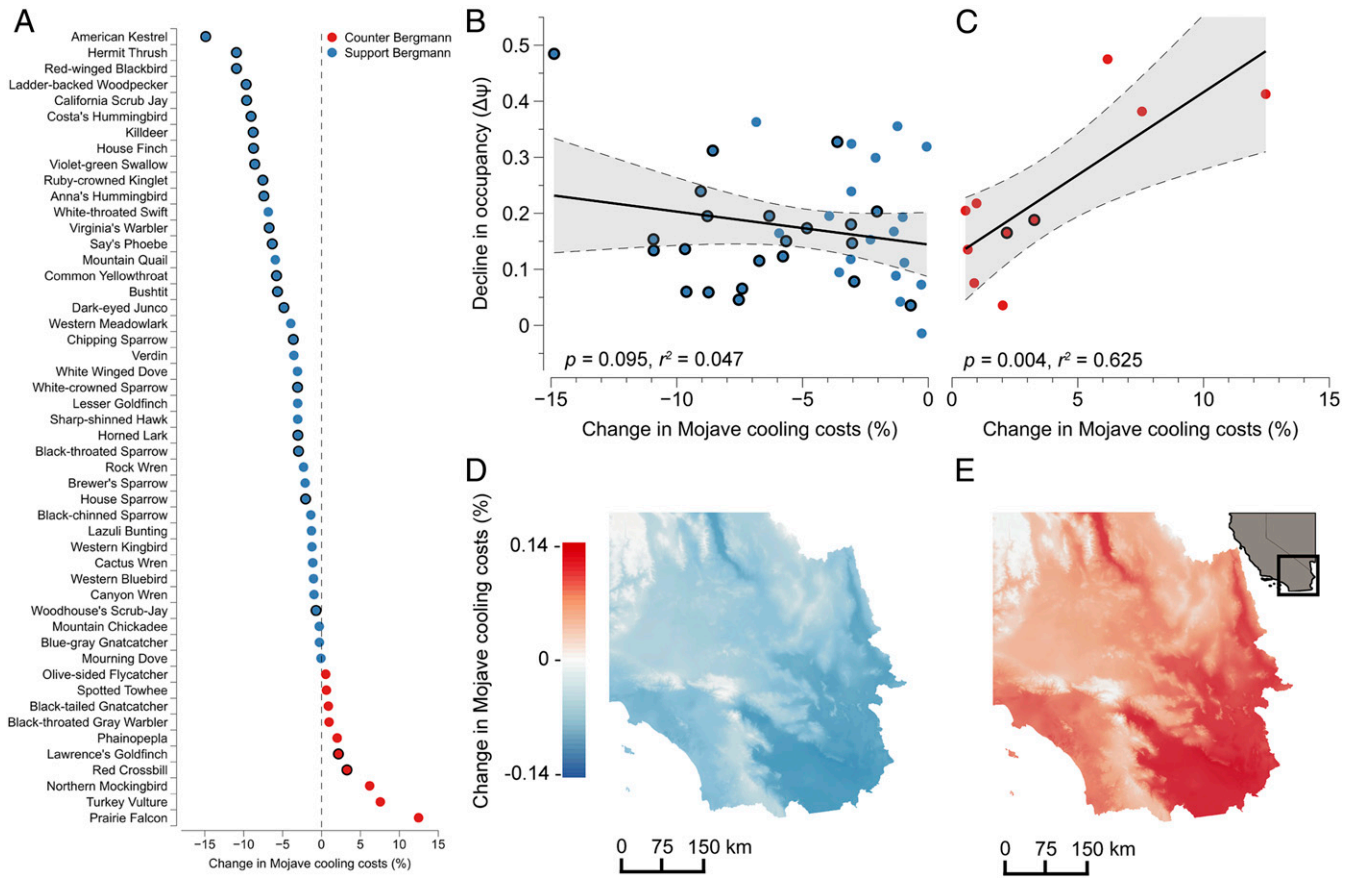 A
American Kestrel
Hermit Thrush
Red-winged Blackbird
Ladder-backed Woodpecker
California Scrub Jay
Costa's Hummingbird
Killdeer
House Finch
Violet-green Swallow
Ruby-crowned Kinglet
Anna's Hummingbird
White-throated Swift
Virginia's Warbler
Say's Phoebe
Mountain Quail
Common Yellowthroat
Bushtit
Dark-eyed Junco
Western Meadowlark
Chipping Sparrow
Verdin
White Winged Dove
White-crowned Sparrow
Lesser Goldfinch
Sharp-shinned Hawk
Horned Lark
Black-throated Sparrow
Rock Wren
Brewer's Sparrow
House Sparrow
Black-chinned Sparrow
Lazuli Bunting
Western Kingbird
Cactus Wren
Western Bluebird
Canyon Wren
Woodhouse's Scrub-Jay
Mountain Chickadee
Blue-gray Gnatcatcher
Mourning Dove
Olive-sided Flycatcher
Spotted Towhee
Black-tailed Gnatcatcher
Black-throated Gray Warbler
Phainopepla
Lawrence's Goldfinch
Red Crossbill
Northern Mockingbird
Turkey Vulture
Prairie Falcon
−15 −10 −5 0 5 10 15
Change in Mojave cooling costs (%)
Counter Bergmann
Support Bergmann
B
Decline in occupancy (Δψ)
0.5
0.4
0.3
0.2
0.1
0
p = 0.095, r² = 0.047
−15 −10 −5 0
Change in Mojave cooling costs (%)
C
p = 0.004, r² = 0.625
0 5 10 15
Change in Mojave cooling costs (%)
D
Change in Mojave cooling costs (%)
0.14
0
-0.14
0 75 150 km
E
0 75 150 km